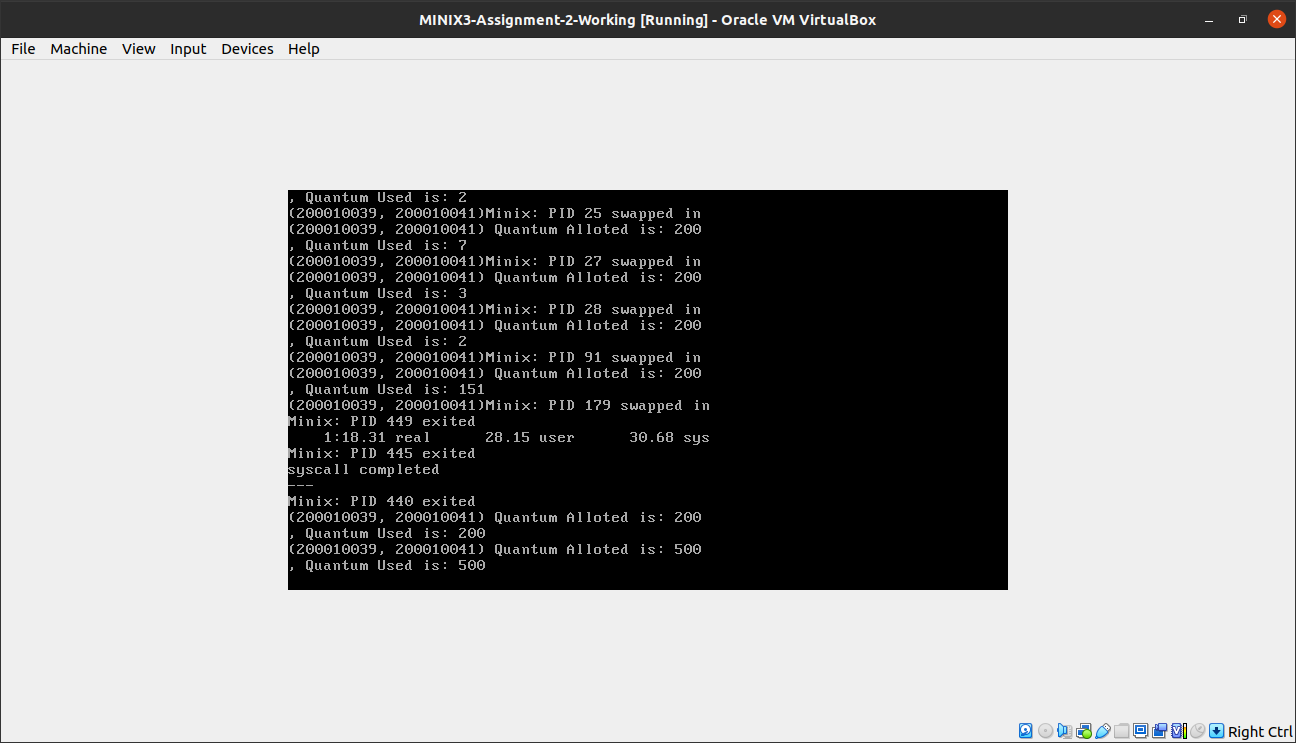 MINIX3-Assignment-2-Working [Running] - Oracle VM VirtualBox
File Machine View Input Devices Help
, Quantum Used is: 2
(200010039, 200010041)Minix: PID 25 swapped in
(200010039, 200010041) Quantum Alloted is: 200
, Quantum Used is: 7
(200010039, 200010041)Minix: PID 27 swapped in
(200010039, 200010041) Quantum Alloted is: 200
, Quantum Used is: 3
(200010039, 200010041)Minix: PID 28 swapped in
(200010039, 200010041) Quantum Alloted is: 200
, Quantum Used is: 2
(200010039, 200010041)Minix: PID 91 swapped in
(200010039, 200010041) Quantum Alloted is: 200
, Quantum Used is: 151
(200010039, 200010041)Minix: PID 179 swapped in
Minix: PID 449 exited
1:18.31 real 28.15 user 30.68 sys
Minix: PID 445 exited
syscall completed
---
Minix: PID 440 exited
(200010039, 200010041) Quantum Alloted is: 200
, Quantum Used is: 200
(200010039, 200010041) Quantum Alloted is: 500
, Quantum Used is: 500
Right Ctrl